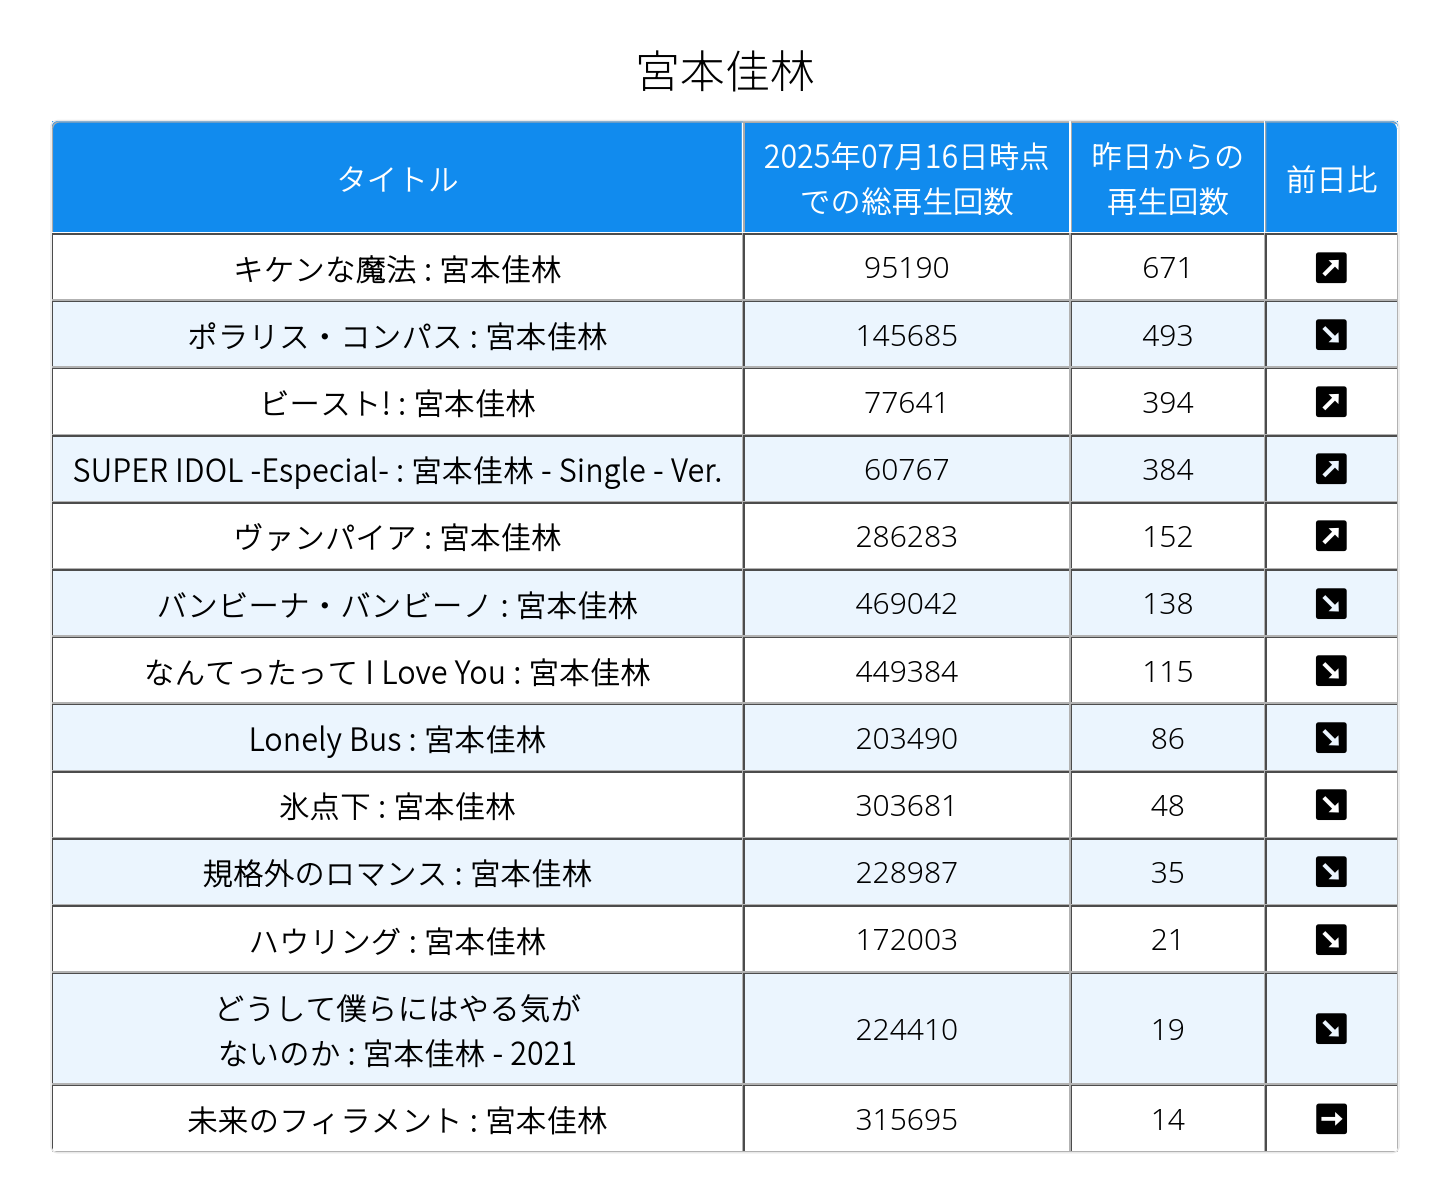 宮本佳林
タイトル
2025年07月16日時点
での総再生回数
昨日からの
再生回数
前日比
キケンな魔法 : 宮本佳林
95190
671
ポラリス・コンパス : 宮本佳林
145685
493
ビースト! : 宮本佳林
77641
394
SUPER IDOL -Especial- : 宮本佳林 - Single - Ver.
60767
384
ヴァンパイア : 宮本佳林
286283
152
バンビーナ・バンビーノ : 宮本佳林
469042
138
なんてったって I Love You : 宮本佳林
449384
115
Lonely Bus : 宮本佳林
203490
86
氷点下 : 宮本佳林
303681
48
規格外のロマンス : 宮本佳林
228987
35
ハウリング : 宮本佳林
172003
21
どうして僕らにはやる気が
ないのか : 宮本佳林 - 2021
224410
19
未来のフィラメント : 宮本佳林
315695
14